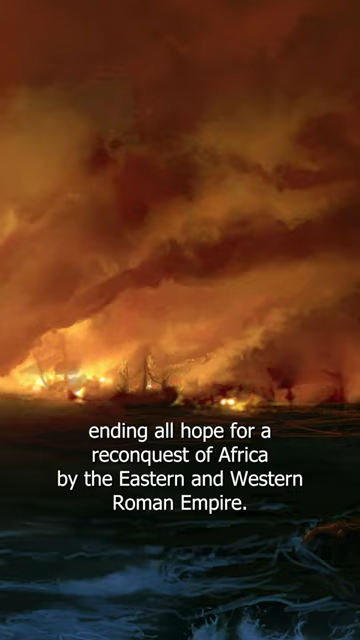 ending all hope for a
reconquest of Africa
by the Eastern and Western
Roman Empire.